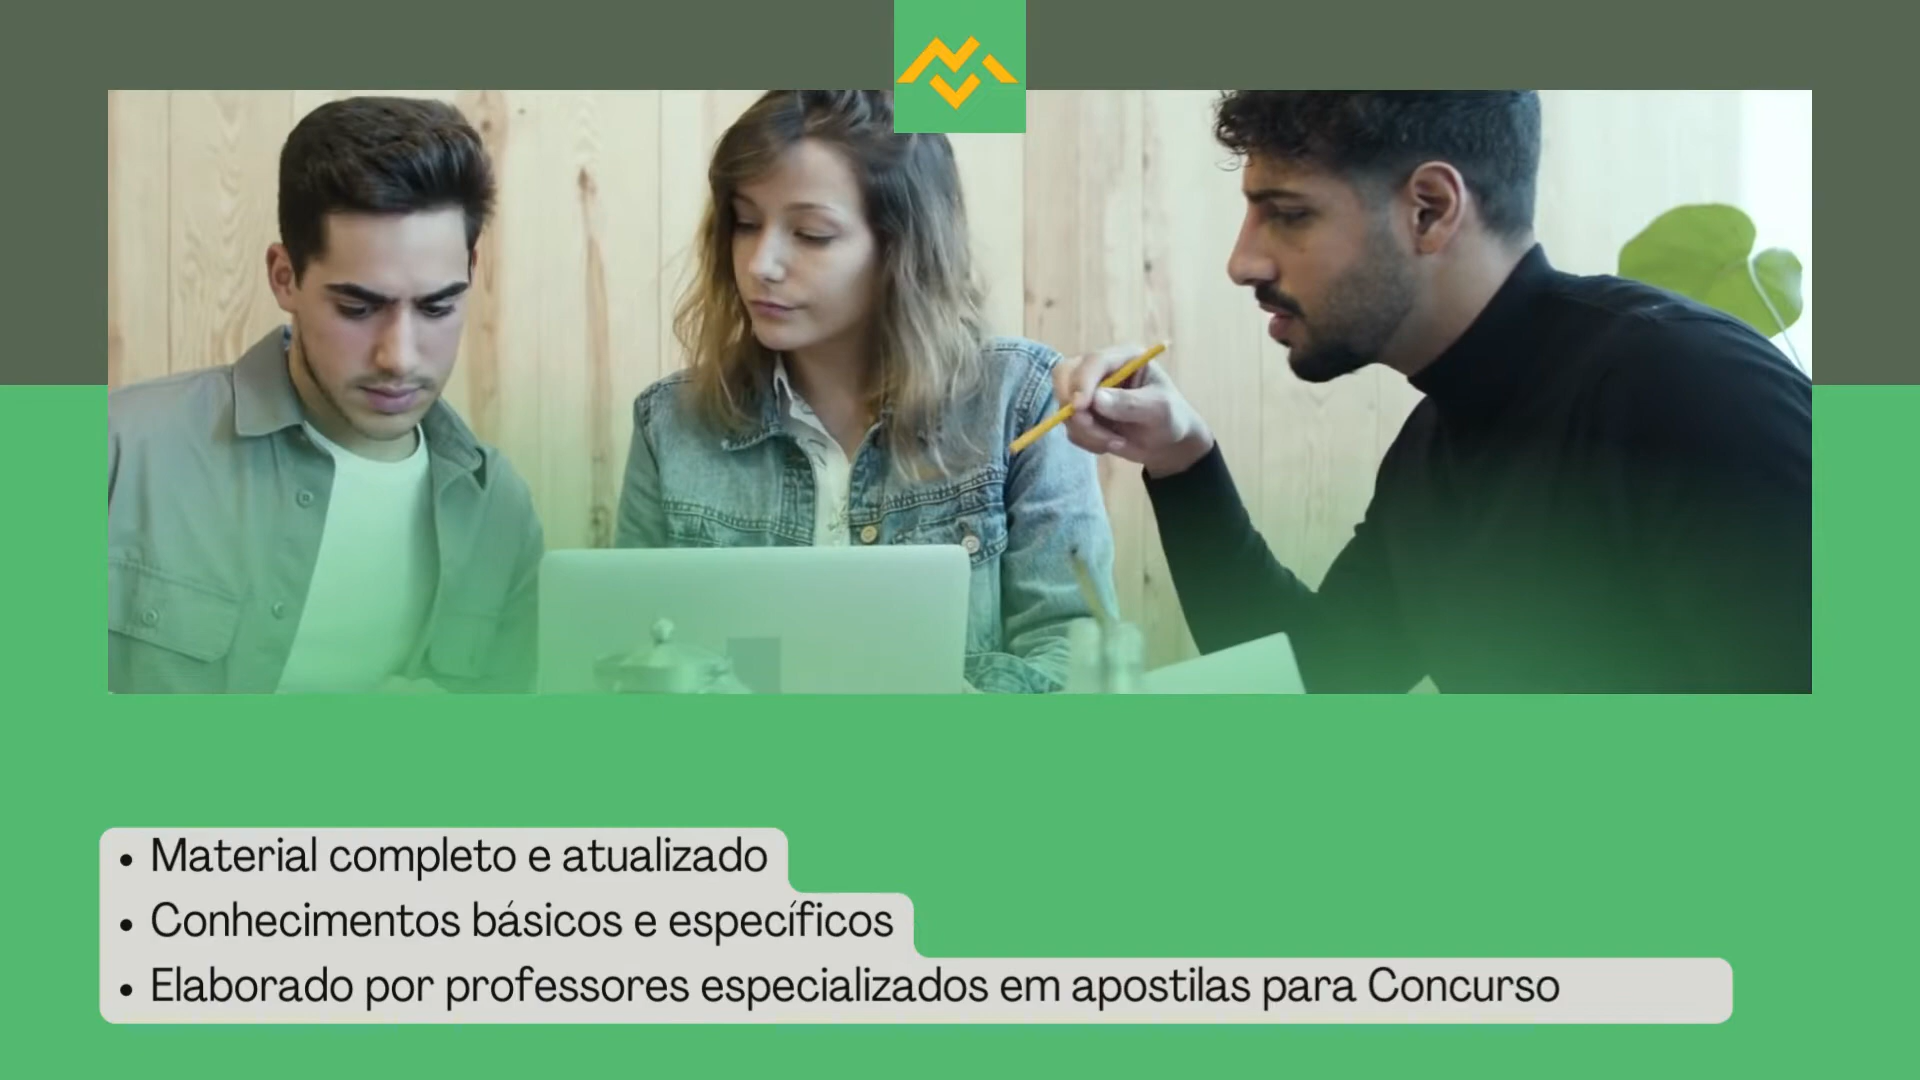 • Material completo e atualizado
• Conhecimentos básicos e específicos
• Elaborado por professores especializados em apostilas para Concurso